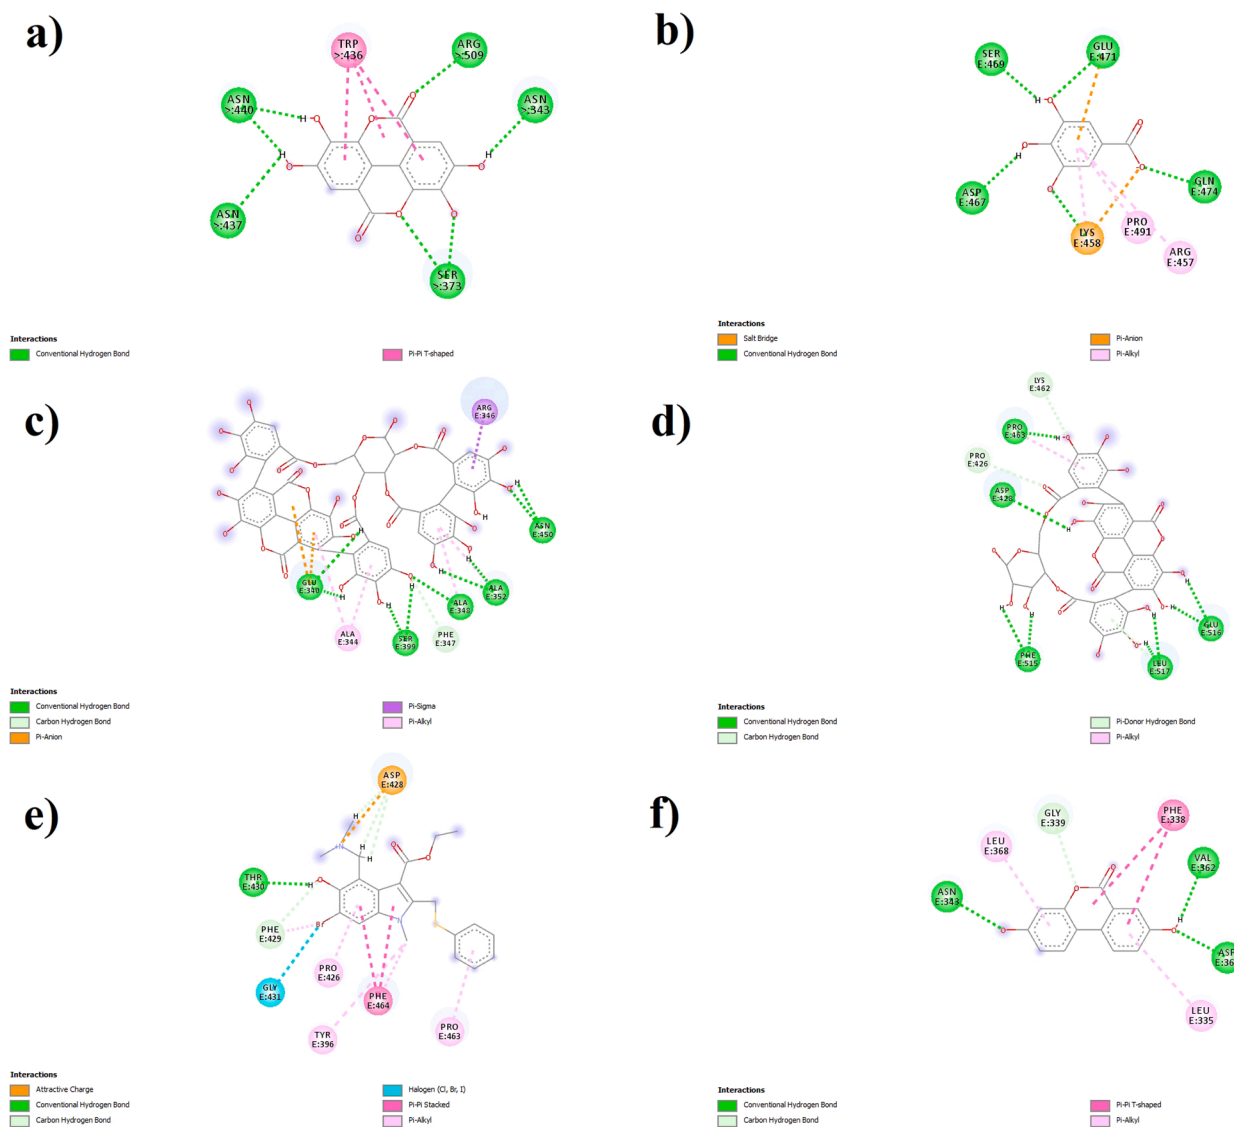 a)
TRP
>:436
ARG
>:509
ASN
>:440
ASN
>:343
ASN
>:437
SER
>:373
Interactions
Conventional Hydrogen Bond
Pi-Pi T-shaped
b)
SER
E:469
GLU
E:471
ASP
E:467
GLN
E:474
LYS
E:458
PRO
E:491
ARG
E:457
Interactions
Salt Bridge
Conventional Hydrogen Bond
Pi-Anion
Pi-Alkyl
c)
ARG
E:346
ASN
E:450
GLU
E:340
ALA
E:352
ALA
E:348
ALA
E:344
SER
E:399
PHE
E:347
Interactions
Conventional Hydrogen Bond
Carbon Hydrogen Bond
Pi-Anion
Pi-Sigma
Pi-Alkyl
d)
LYS
E:462
PRO
E:463
PRO
E:426
ASP
E:428
GLU
E:516
PHE
E:515
LEU
E:517
Interactions
Conventional Hydrogen Bond
Carbon Hydrogen Bond
Pi-Donor Hydrogen Bond
Pi-Alkyl
e)
ASP
E:428
THR
E:430
PHE
E:429
PRO
E:426
GLY
E:431
PHE
E:464
TYR
E:396
PRO
E:463
Interactions
Attractive Charge
Conventional Hydrogen Bond
Carbon Hydrogen Bond
Halogen (Cl, Br, I)
Pi-Pi Stacked
Pi-Alkyl
f)
GLY
E:339
PHE
E:338
LEU
E:368
VAL
E:362
ASN
E:343
ASP
E:36
LEU
E:335
Interactions
Conventional Hydrogen Bond
Carbon Hydrogen Bond
Pi-Pi T-shaped
Pi-Alkyl